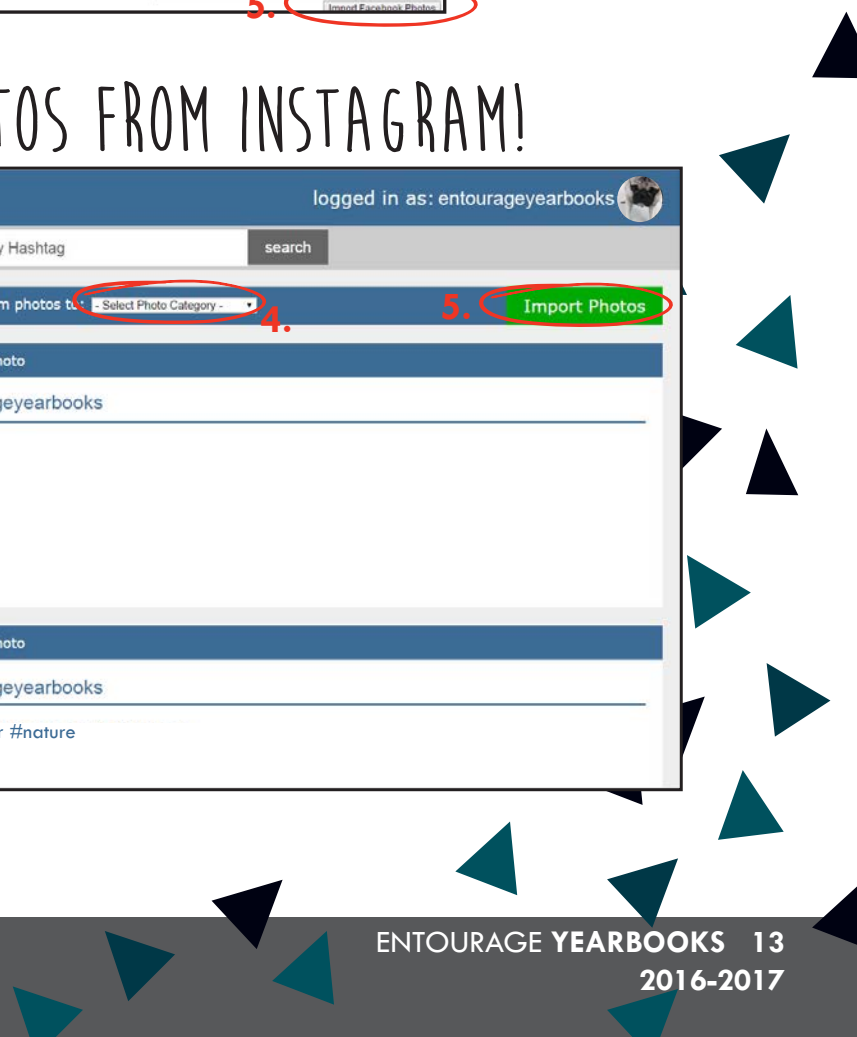 5. Import Facebook Photos
TOS FROM INSTAGRAM!
logged in as: entourageyearbooks
y Hashtag search
m photos to: - Select Photo Category - 4. 5. Import Photos
hoto
geyearbooks
hoto
geyearbooks
r #nature
ENTOURAGE YEARBOOKS 13
2016-2017